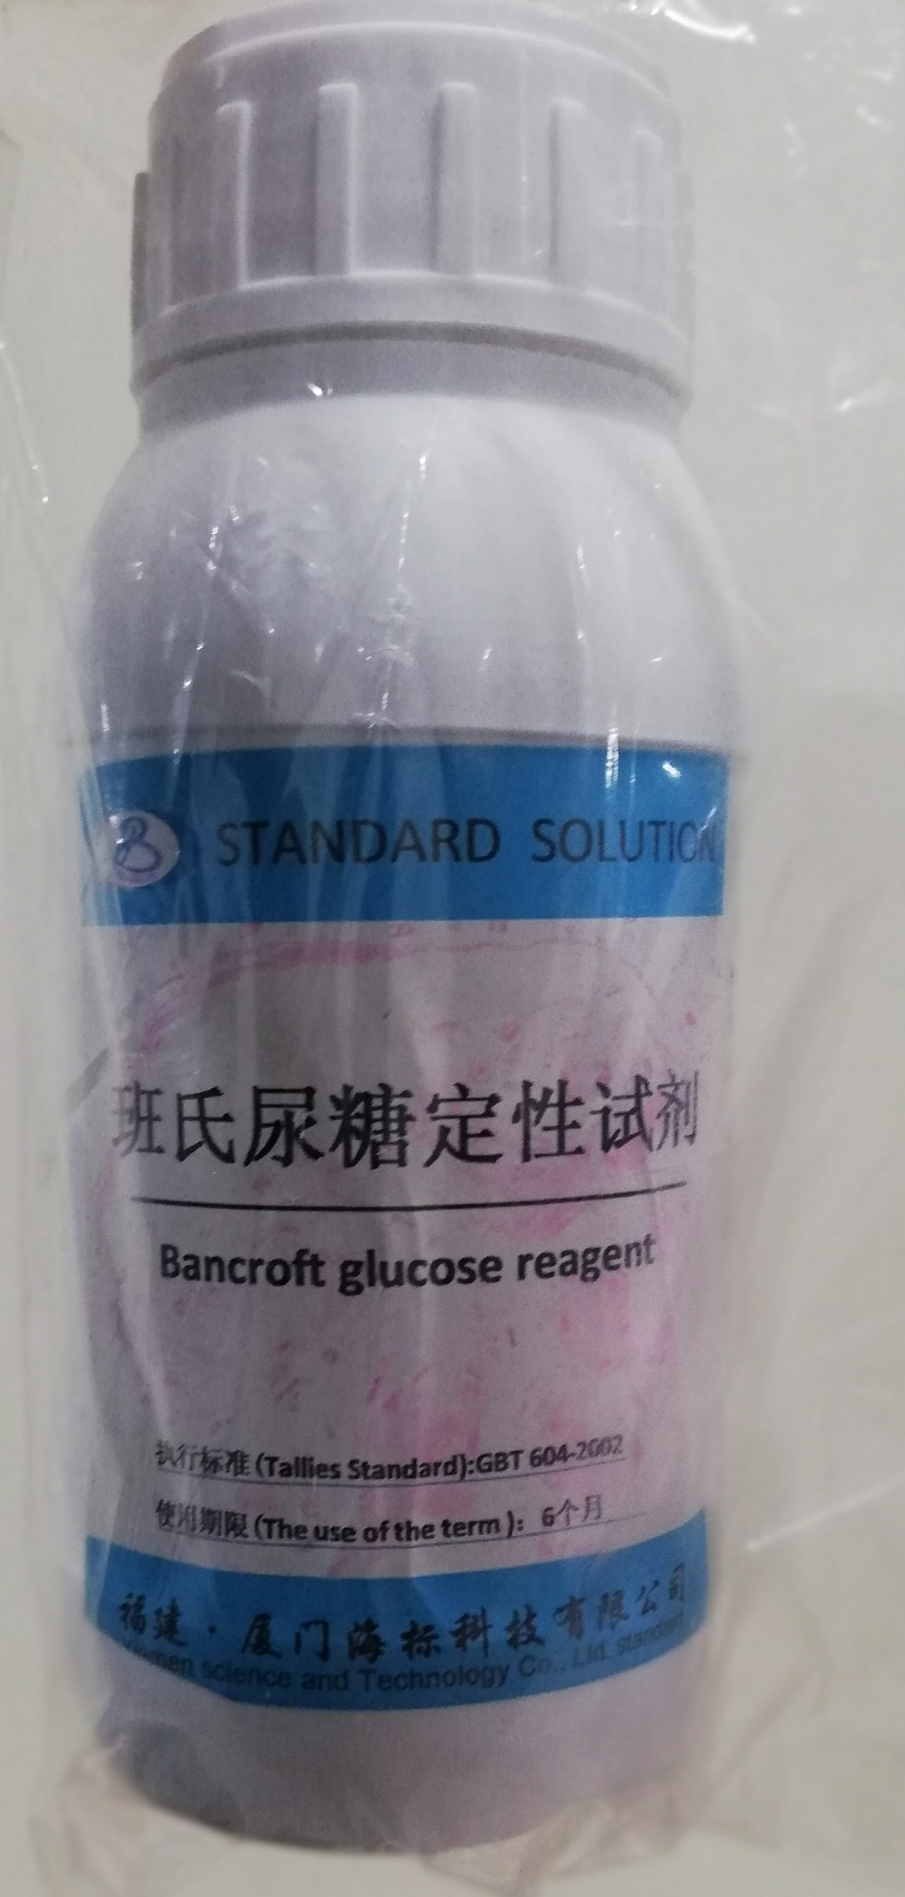 B STANDARD SOLUTION
班氏尿糖定性试剂
Bancroft glucose reagent
执行标准(Tallies Standard):GBT 604-2002
使用期限(The use of the term ): 6个月
福建·厦门海标科技有限公司
science and Technology Co., Ltd. standard